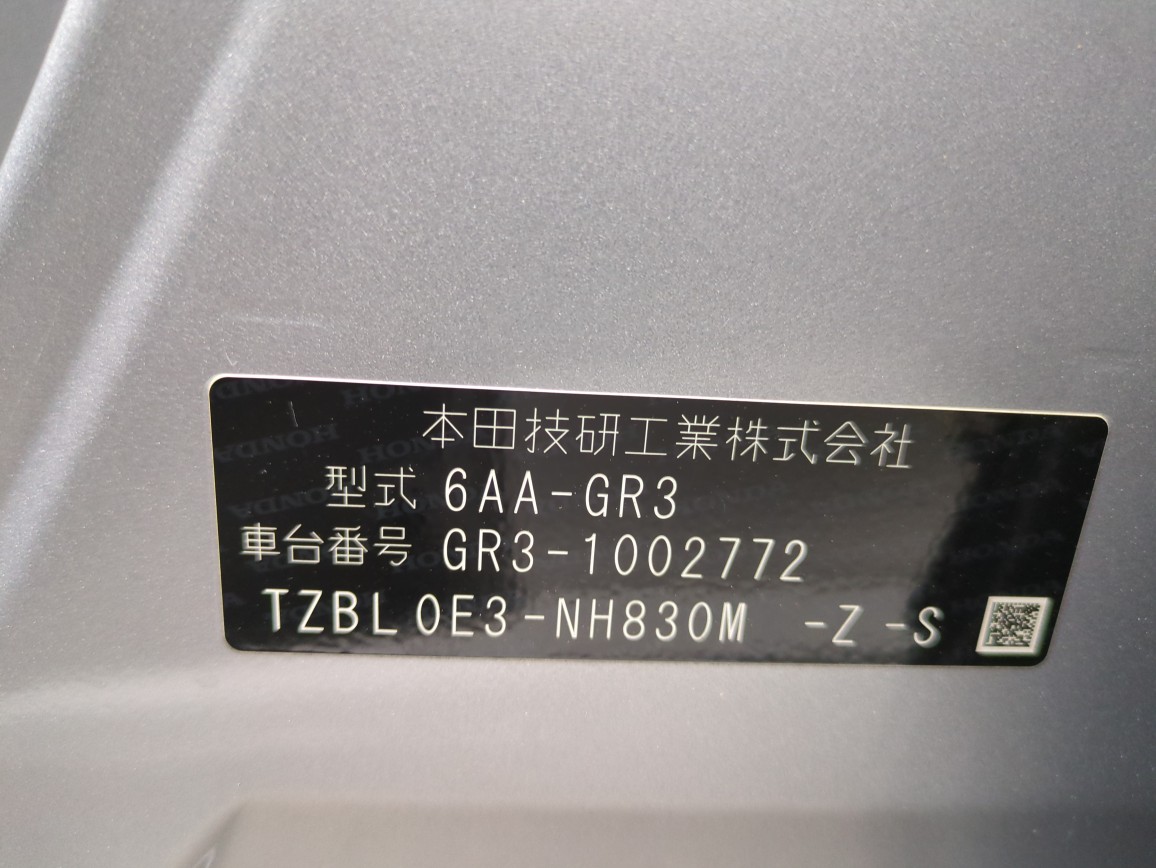 本田技研工業株式会社
型式 6AA-GR3
車台番号 GR3-1002772
TZBL0E3-NH830M -Z -S